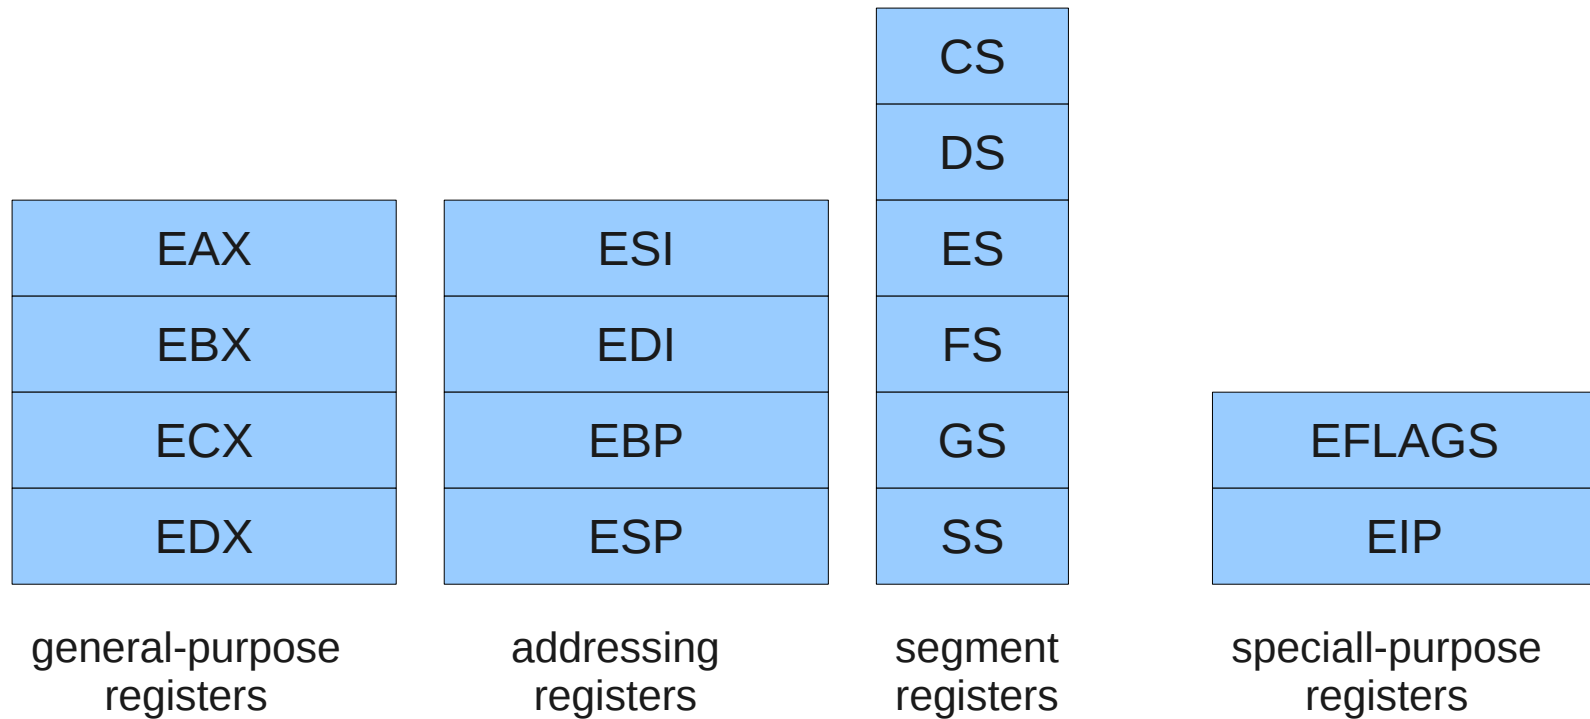 EAX
EBX
ECX
EDX
general-purpose
registers
ESI
EDI
EBP
ESP
addressing
registers
CS
DS
ES
FS
GS
SS
segment
registers
EFLAGS
EIP
speciall-purpose
registers